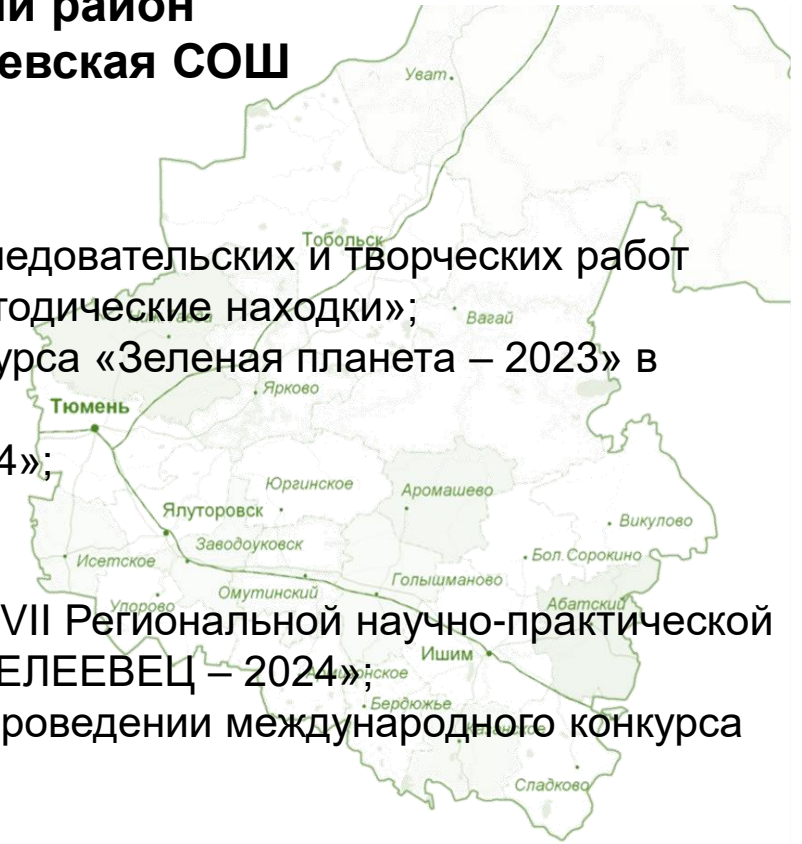 ий район
евская СОШ
Уват
Тобольск
ледовательских и творческих работ
тодические находки»;
Вагай
урса «Зеленая планета – 2023» в
Ярково
Тюмень
4»;
Юргинское
Аромашево
Ялуторовск
Викулово
Заводоуковск
Бол. Сорокино
Исетское
Голышманово
Омутинский
Абатский
Упорово
VII Региональной научно-практической
Ишим
ЕЛЕЕВЕЦ – 2024»;
Бердюжье
роведении международного конкурса
Сладково